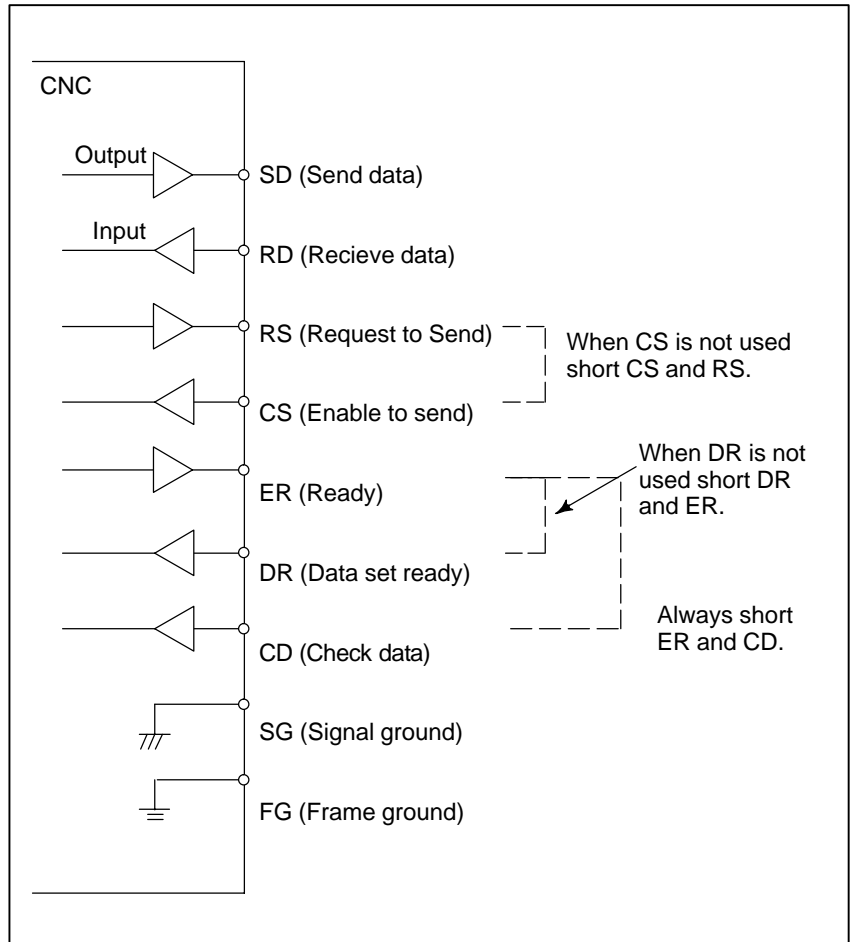 CNC
Output
SD (Send data)
Input
RD (Recieve data)
RS (Request to Send)
When CS is not used
short CS and RS.
CS (Enable to send)
When DR is not
used short DR
and ER.
ER (Ready)
DR (Data set ready)
Always short
ER and CD.
CD (Check data)
SG (Signal ground)
FG (Frame ground)